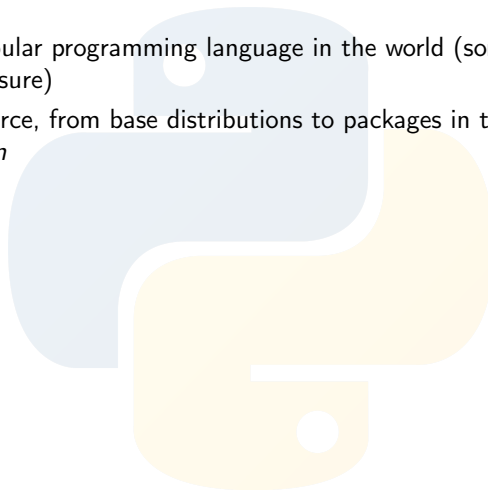 ular programming language in the world (so
sure)
rce, from base distributions to packages in t
n